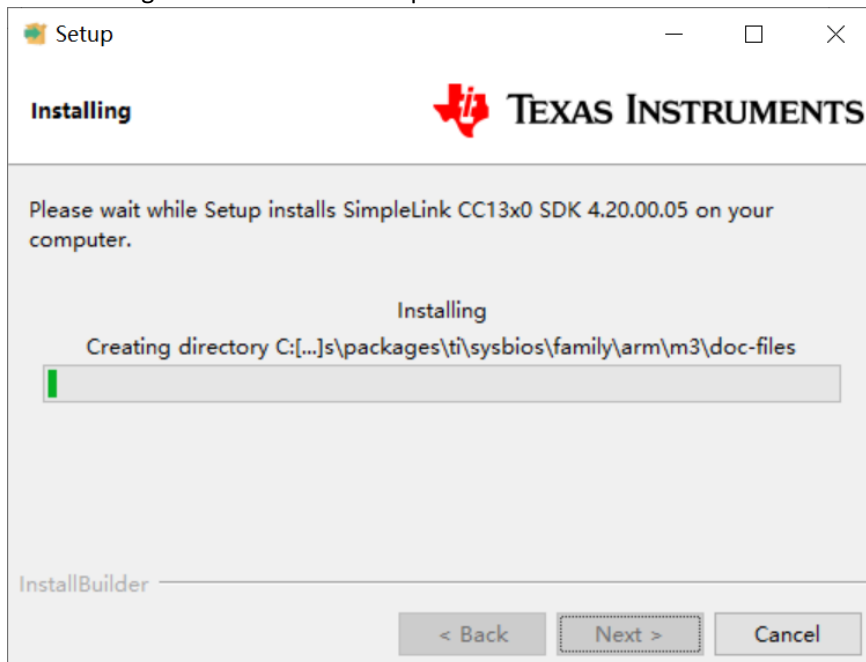 Setup
Installing
TEXAS INSTRUMENTS
Please wait while Setup installs SimpleLink CC13x0 SDK 4.20.00.05 on your
computer.
Installing
Creating directory C:[...]s\packages\ti\sysbios\family\arm\m3\doc-files
InstallBuilder
< Back
Next >
Cancel